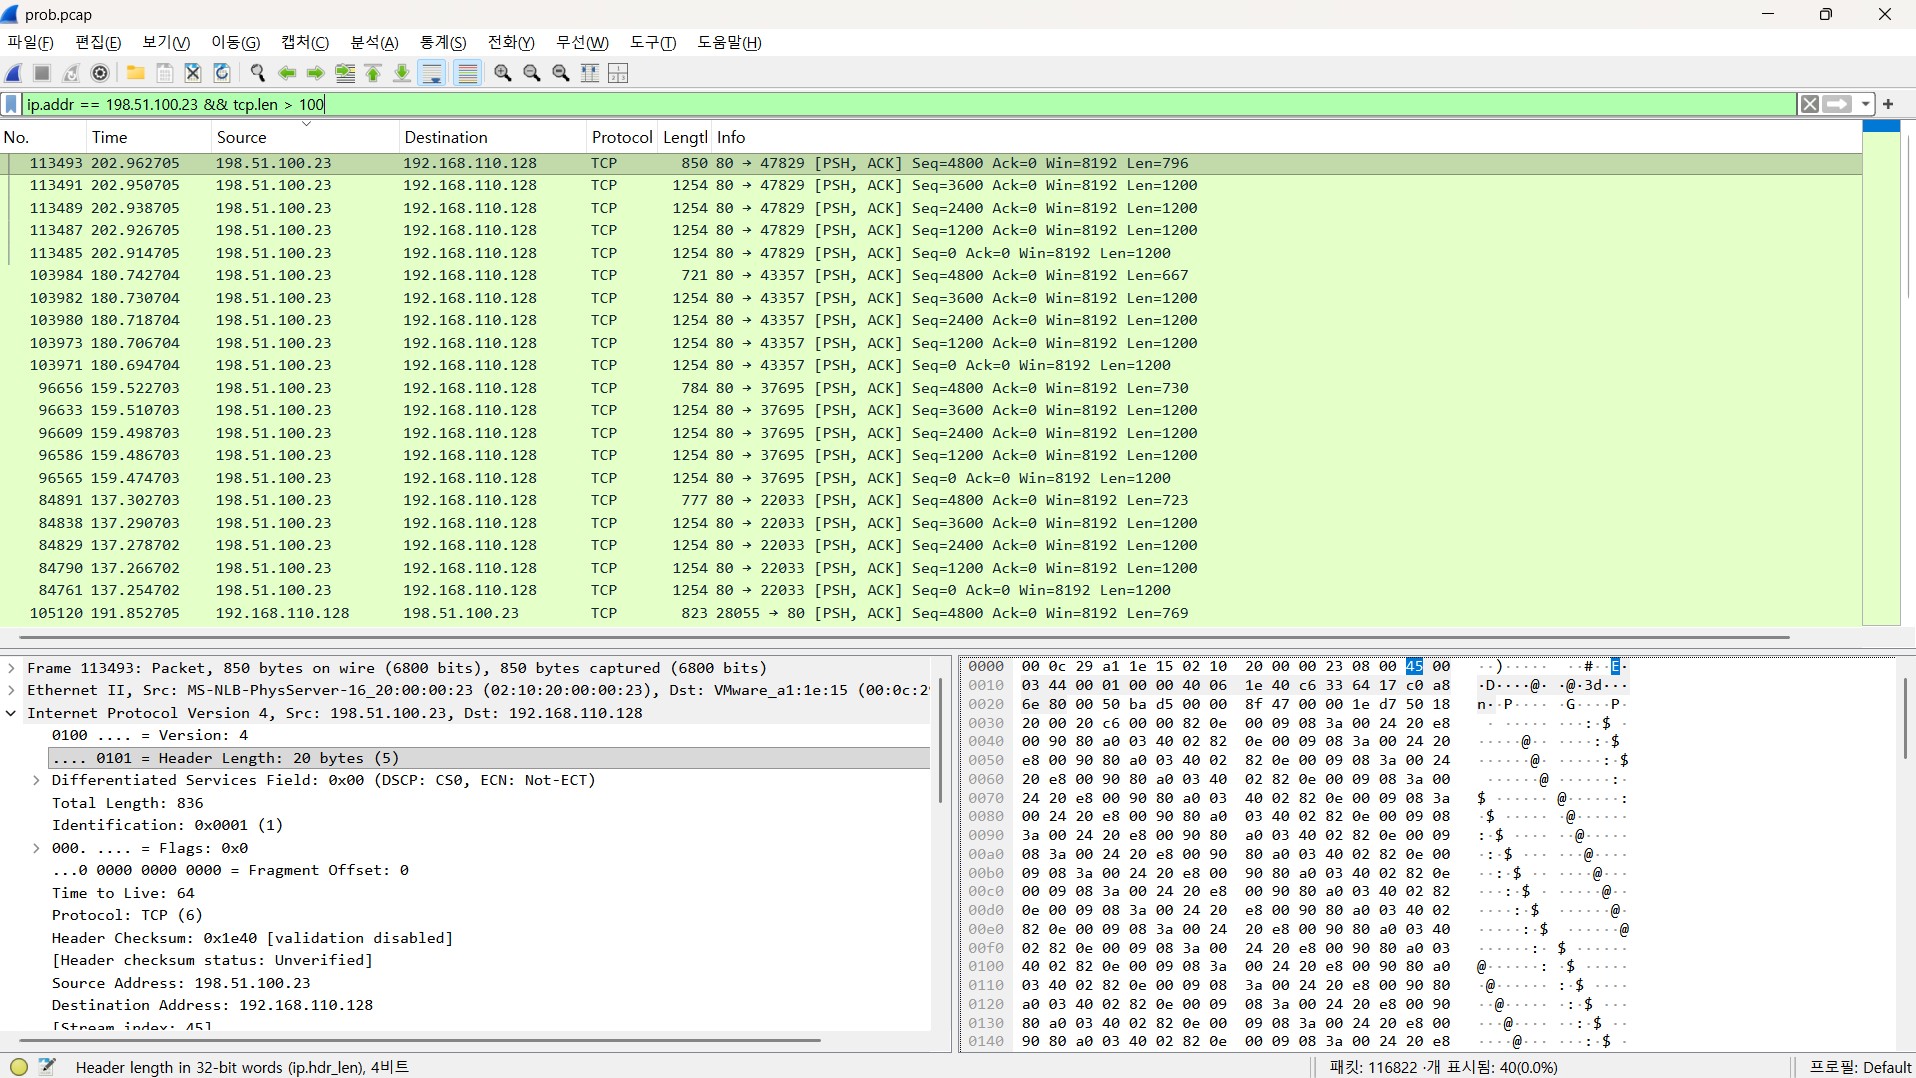 prob.pcap
파일(F) 편집(E) 보기(V) 이동(G) 캡처(C) 분석(A) 통계(S) 전화(Y) 무선(W) 도구(T) 도움말(H)
ip.addr == 198.51.100.23 && tcp.len > 100
No. Time Source Destination Protocol Lengtl Info
113493 202.962705 198.51.100.23 192.168.110.128 TCP 850 80 → 47829 [PSH, ACK] Seq=4800 Ack=0 Win=8192 Len=796
113491 202.950705 198.51.100.23 192.168.110.128 TCP 1254 80 → 47829 [PSH, ACK] Seq=3600 Ack=0 Win=8192 Len=1200
113489 202.938705 198.51.100.23 192.168.110.128 TCP 1254 80 → 47829 [PSH, ACK] Seq=2400 Ack=0 Win=8192 Len=1200
113487 202.926705 198.51.100.23 192.168.110.128 TCP 1254 80 → 47829 [PSH, ACK] Seq=1200 Ack=0 Win=8192 Len=1200
113485 202.914705 198.51.100.23 192.168.110.128 TCP 1254 80 → 47829 [PSH, ACK] Seq=0 Ack=0 Win=8192 Len=1200
103984 180.742704 198.51.100.23 192.168.110.128 TCP 721 80 → 43357 [PSH, ACK] Seq=4800 Ack=0 Win=8192 Len=667
103982 180.730704 198.51.100.23 192.168.110.128 TCP 1254 80 → 43357 [PSH, ACK] Seq=3600 Ack=0 Win=8192 Len=1200
103980 180.718704 198.51.100.23 192.168.110.128 TCP 1254 80 → 43357 [PSH, ACK] Seq=2400 Ack=0 Win=8192 Len=1200
103973 180.706704 198.51.100.23 192.168.110.128 TCP 1254 80 → 43357 [PSH, ACK] Seq=1200 Ack=0 Win=8192 Len=1200
103971 180.694704 198.51.100.23 192.168.110.128 TCP 1254 80 → 43357 [PSH, ACK] Seq=0 Ack=0 Win=8192 Len=1200
96656 159.522703 198.51.100.23 192.168.110.128 TCP 784 80 → 37695 [PSH, ACK] Seq=4800 Ack=0 Win=8192 Len=730
96633 159.510703 198.51.100.23 192.168.110.128 TCP 1254 80 → 37695 [PSH, ACK] Seq=3600 Ack=0 Win=8192 Len=1200
96609 159.498703 198.51.100.23 192.168.110.128 TCP 1254 80 → 37695 [PSH, ACK] Seq=2400 Ack=0 Win=8192 Len=1200
96586 159.486703 198.51.100.23 192.168.110.128 TCP 1254 80 → 37695 [PSH, ACK] Seq=1200 Ack=0 Win=8192 Len=1200
96565 159.474703 198.51.100.23 192.168.110.128 TCP 1254 80 → 37695 [PSH, ACK] Seq=0 Ack=0 Win=8192 Len=1200
84891 137.302703 198.51.100.23 192.168.110.128 TCP 777 80 → 22033 [PSH, ACK] Seq=4800 Ack=0 Win=8192 Len=723
84838 137.290703 198.51.100.23 192.168.110.128 TCP 1254 80 → 22033 [PSH, ACK] Seq=3600 Ack=0 Win=8192 Len=1200
84829 137.278702 198.51.100.23 192.168.110.128 TCP 1254 80 → 22033 [PSH, ACK] Seq=2400 Ack=0 Win=8192 Len=1200
84790 137.266702 198.51.100.23 192.168.110.128 TCP 1254 80 → 22033 [PSH, ACK] Seq=1200 Ack=0 Win=8192 Len=1200
84761 137.254702 198.51.100.23 192.168.110.128 TCP 1254 80 → 22033 [PSH, ACK] Seq=0 Ack=0 Win=8192 Len=1200
105120 191.852705 192.168.110.128 198.51.100.23 TCP 823 28055 → 80 [PSH, ACK] Seq=4800 Ack=0 Win=8192 Len=769
Frame 113493: Packet, 850 bytes on wire (6800 bits), 850 bytes captured (6800 bits)
Ethernet II, Src: MS-NLB-PhysServer-16_20:00:00:23 (02:10:20:00:00:23), Dst: VMware_a1:1e:15 (00:0c:2
Internet Protocol Version 4, Src: 198.51.100.23, Dst: 192.168.110.128
0100 .... = Version: 4
.... 0101 = Header Length: 20 bytes (5)
Differentiated Services Field: 0x00 (DSCP: CS0, ECN: Not-ECT)
Total Length: 836
Identification: 0x0001 (1)
000. .... = Flags: 0x0
...0 0000 0000 0000 = Fragment Offset: 0
Time to Live: 64
Protocol: TCP (6)
Header Checksum: 0x1e40 [validation disabled]
[Header checksum status: Unverified]
Source Address: 198.51.100.23
Destination Address: 192.168.110.128
[Stream index: 45]
0000 00 0c 29 a1 1e 15 02 10 20 00 00 23 08 00 45 00 ··)····· ··#··E·
0010 03 44 00 01 00 00 40 06 1e 40 c6 33 64 17 c0 a8 ·D····@· ·@·3d···
0020 6e 80 00 50 ba d5 00 00 8f 47 00 00 1e d7 50 18 n··P···· ·G····P·
0030 20 00 20 c6 00 00 82 0e 00 09 08 3a 00 24 20 e8 · ····· ···:·$ ·
0040 00 90 80 a0 03 40 02 82 0e 00 09 08 3a 00 24 20 ·····@·· ····:·$
0050 e8 00 90 80 a0 03 40 02 82 0e 00 09 08 3a 00 24 ······@· ·····:·$
0060 20 e8 00 90 80 a0 03 40 02 82 0e 00 09 08 3a 00 ······@ ······:·
0070 24 20 e8 00 90 80 a0 03 40 02 82 0e 00 09 08 3a $ ······ @······:
0080 00 24 20 e8 00 90 80 a0 03 40 02 82 0e 00 09 08 ·$ ····· ·@······
0090 3a 00 24 20 e8 00 90 80 a0 03 40 02 82 0e 00 09 :·$ ···· ··@·····
00a0 08 3a 00 24 20 e8 00 90 80 a0 03 40 02 82 0e 00 ·:·$ ··· ···@····
00b0 09 08 3a 00 24 20 e8 00 90 80 a0 03 40 02 82 0e ··:·$ ·· ····@···
00c0 00 09 08 3a 00 24 20 e8 00 90 80 a0 03 40 02 82 ···:·$ · ·····@··
00d0 0e 00 09 08 3a 00 24 20 e8 00 90 80 a0 03 40 02 ····:·$ ······@·
00e0 82 0e 00 09 08 3a 00 24 20 e8 00 90 80 a0 03 40 ·····:·$ ······@
00f0 02 82 0e 00 09 08 3a 00 24 20 e8 00 90 80 a0 03 ······:· $ ······
0100 40 02 82 0e 00 09 08 3a 00 24 20 e8 00 90 80 a0 @······: ·$ ·····
0110 03 40 02 82 0e 00 09 08 3a 00 24 20 e8 00 90 80 ·@······ :·$ ····
0120 a0 03 40 02 82 0e 00 09 08 3a 00 24 20 e8 00 90 ··@····· ·:·$ ···
0130 80 a0 03 40 02 82 0e 00 09 08 3a 00 24 20 e8 00 ···@···· ··:·$ ··
0140 90 80 a0 03 40 02 82 0e 00 09 08 3a 00 24 20 e8 ····@··· ···:·$ ·
Header length in 32-bit words (ip.hdr_len), 4비트 패킷: 116822 ·개 표시됨: 40(0.0%) 프로필: Default